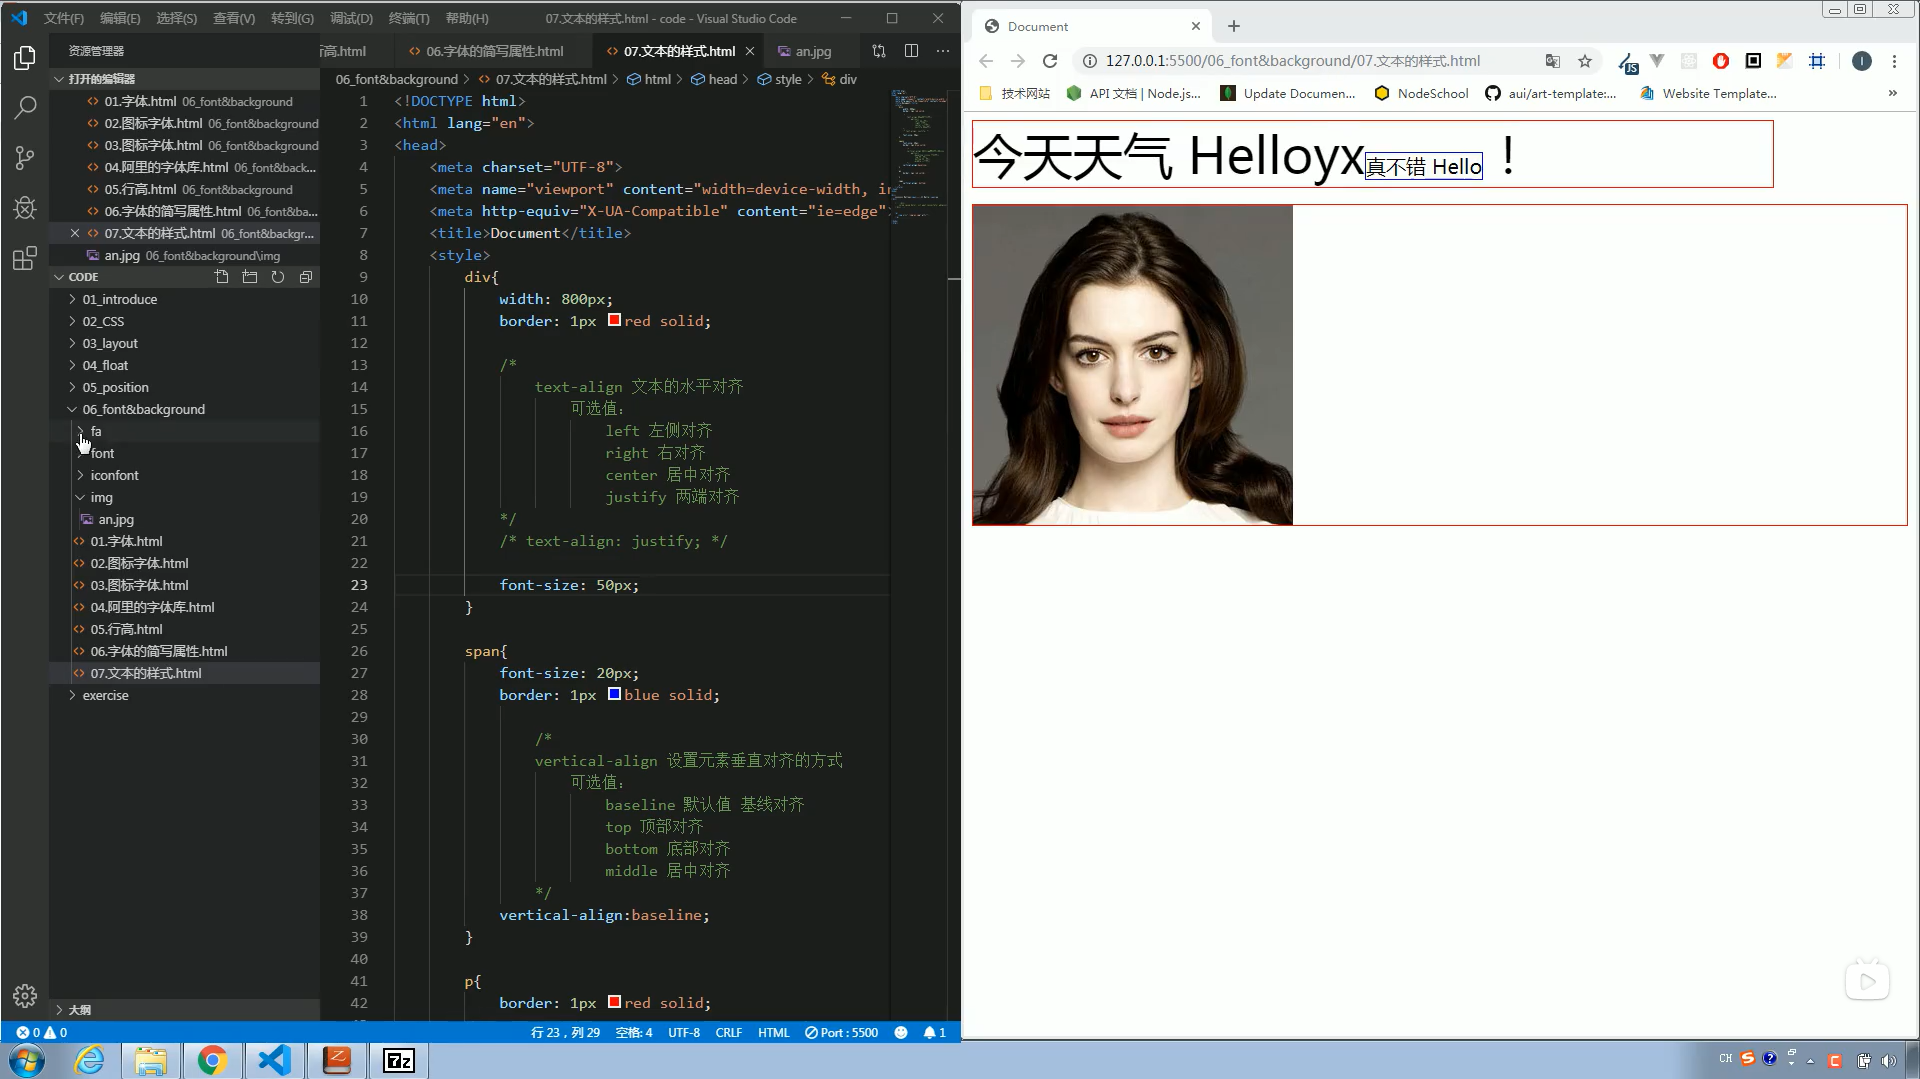 文件(F) 编辑(E) 选择(S) 查看(V) 转到(G) 调试(D) 终端(T) 帮助(H) 07.文本的样式.html - code - Visual Studio Code
资源管理器
高.html 06.字体的简写属性.html 07.文本的样式.html an.jpg
打开的编辑器
01.字体.html 06_font&background
02.图标字体.html 06_font&background
03.图标字体.html 06_font&background
04.阿里的字体库.html 06_font&back...
05.行高.html 06_font&background
06.字体的简写属性.html 06_font&ba...
07.文本的样式.html 06_font&backgr...
an.jpg 06_font&background\img
CODE
01_introduce
02_CSS
03_layout
04_float
05_position
06_font&background
fa
font
iconfont
img
an.jpg
01.字体.html
02.图标字体.html
03.图标字体.html
04.阿里的字体库.html
05.行高.html
06.字体的简写属性.html
07.文本的样式.html
exercise
大纲
06_font&background > 07.文本的样式.html > html > head > style > div
1 <!DOCTYPE html>
2 <html lang="en">
3 <head>
4 <meta charset="UTF-8">
5 <meta name="viewport" content="width=device-width, in
6 <meta http-equiv="X-UA-Compatible" content="ie=edge"
7 <title>Document</title>
8 <style>
9 div{
10 width: 800px;
11 border: 1px red solid;
12
13 /*
14 text-align 文本的水平对齐
15 可选值：
16 left 左侧对齐
17 right 右对齐
18 center 居中对齐
19 justify 两端对齐
20 */
21 /* text-align: justify; */
22
23 font-size: 50px;
24 }
25
26 span{
27 font-size: 20px;
28 border: 1px blue solid;
29
30 /*
31 vertical-align 设置元素垂直对齐的方式
32 可选值：
33 baseline 默认值 基线对齐
34 top 顶部对齐
35 bottom 底部对齐
36 middle 居中对齐
37 */
38 vertical-align:baseline;
39 }
40
41 p{
42 border: 1px red solid;
0 0 行 23，列 29 空格: 4 UTF-8 CRLF HTML Port : 5500 1
Document
127.0.0.1:5500/06_font&background/07.文本的样式.html
JS
技术网站 API 文档 | Node.js... Update Documen... NodeSchool aui/art-template:... Website Template... »
今天天气 Helloyx真不错 Hello！
7z
CH